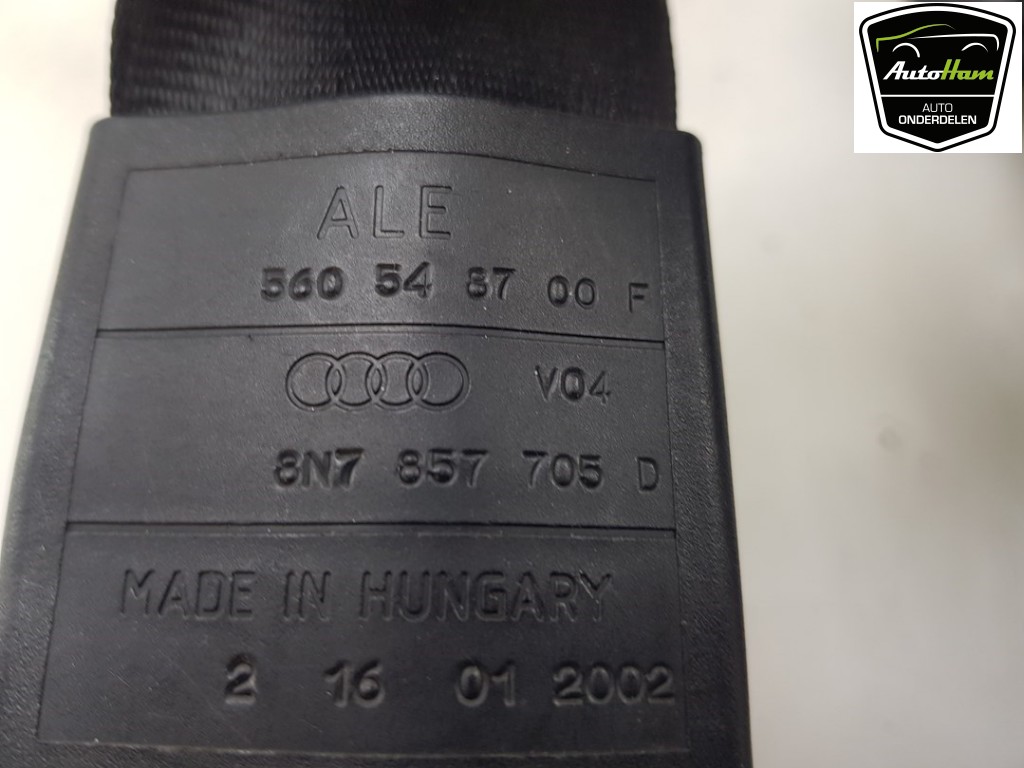 AutoHam
AUTO
ONDERDELEN
ALE
560 54 87 00 F
V04
8N7 857 705 D
MADE IN HUNGARY
2 16 01 2002